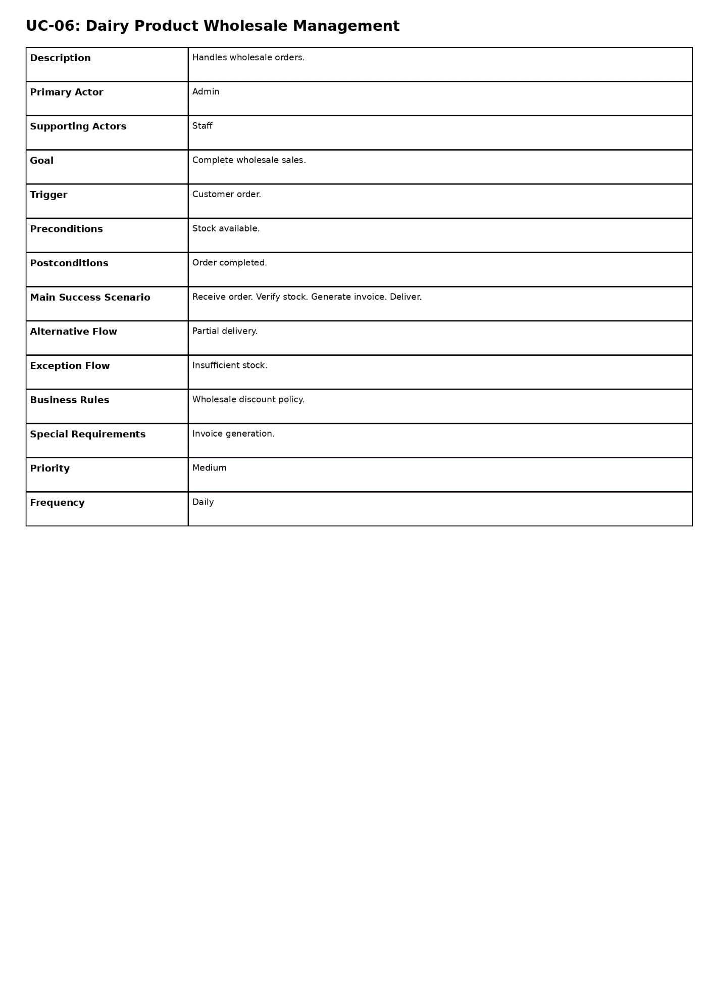 UC-06: Dairy Product Wholesale Management
Description
Handles wholesale orders.
Primary Actor
Admin
Supporting Actors
Staff
Goal
Complete wholesale sales.
Trigger
Customer order.
Preconditions
Stock available.
Postconditions
Order completed.
Main Success Scenario
Receive order. Verify stock. Generate invoice. Deliver.
Alternative Flow
Partial delivery.
Exception Flow
Insufficient stock.
Business Rules
Wholesale discount policy.
Special Requirements
Invoice generation.
Priority
Medium
Frequency
Daily